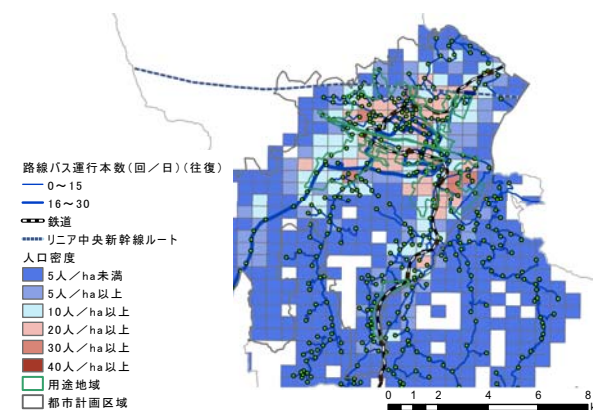 路線バス運行本数(回/日)(往復)
0〜15
16〜30
鉄道
リニア中央新幹線ルート
人口密度
5人/ha未満
5人/ha以上
10人/ha以上
20人/ha以上
30人/ha以上
40人/ha以上
用途地域
都市計画区域
0 1 2 4 6 8